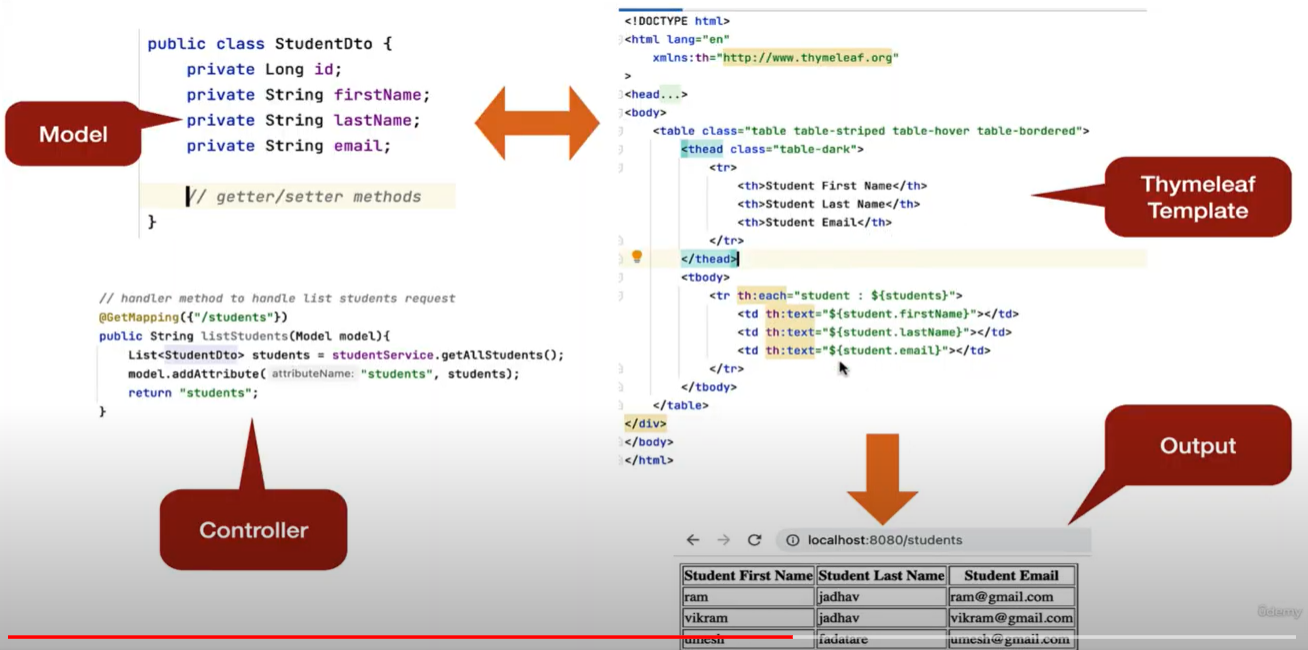 public class StudentDto {
private Long id;
private String firstName;
private String lastName;
private String email;
// getter/setter methods
}
Model
// handler method to handle list students request
@GetMapping({"/students"})
public String listStudents(Model model){
List<StudentDto> students = studentService.getAllStudents();
model.addAttribute( attributeName: "students", students);
return "students";
}
Controller
<!DOCTYPE html>
<html lang="en"
xmlns:th="http://www.thymeleaf.org"
>
<head...>
<body>
<table class="table table-striped table-hover table-bordered">
<thead class="table-dark">
<tr>
<th>Student First Name</th>
<th>Student Last Name</th>
<th>Student Email</th>
</tr>
</thead>
<tbody>
<tr th:each="student : ${students}">
<td th:text="${student.firstName}"></td>
<td th:text="${student.lastName}"></td>
<td th:text="${student.email}"></td>
</tr>
</tbody>
</table>
</div>
</body>
</html>
Thymeleaf
Template
Output
localhost:8080/students
Student First Name Student Last Name Student Email
ram jadhav ram@gmail.com
vikram jadhav vikram@gmail.com
umesh fadatare umesh@gmail.com
ûdemy